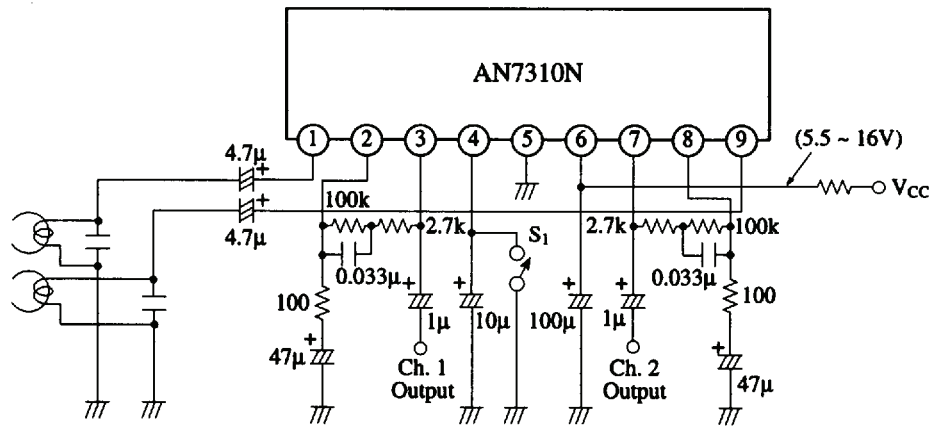 AN7310N
1 2 3 4 5 6 7 8 9
(5.5 ~ 16V)
4.7μ
+
VCC
100k
+
4.7μ
2.7k
S1
2.7k
100k
0.033μ
0.033μ
100
+
+
+
+
100
1μ
10μ
100μ
1μ
+
47μ
Ch. 1
Output
Ch. 2
Output
+
47μ